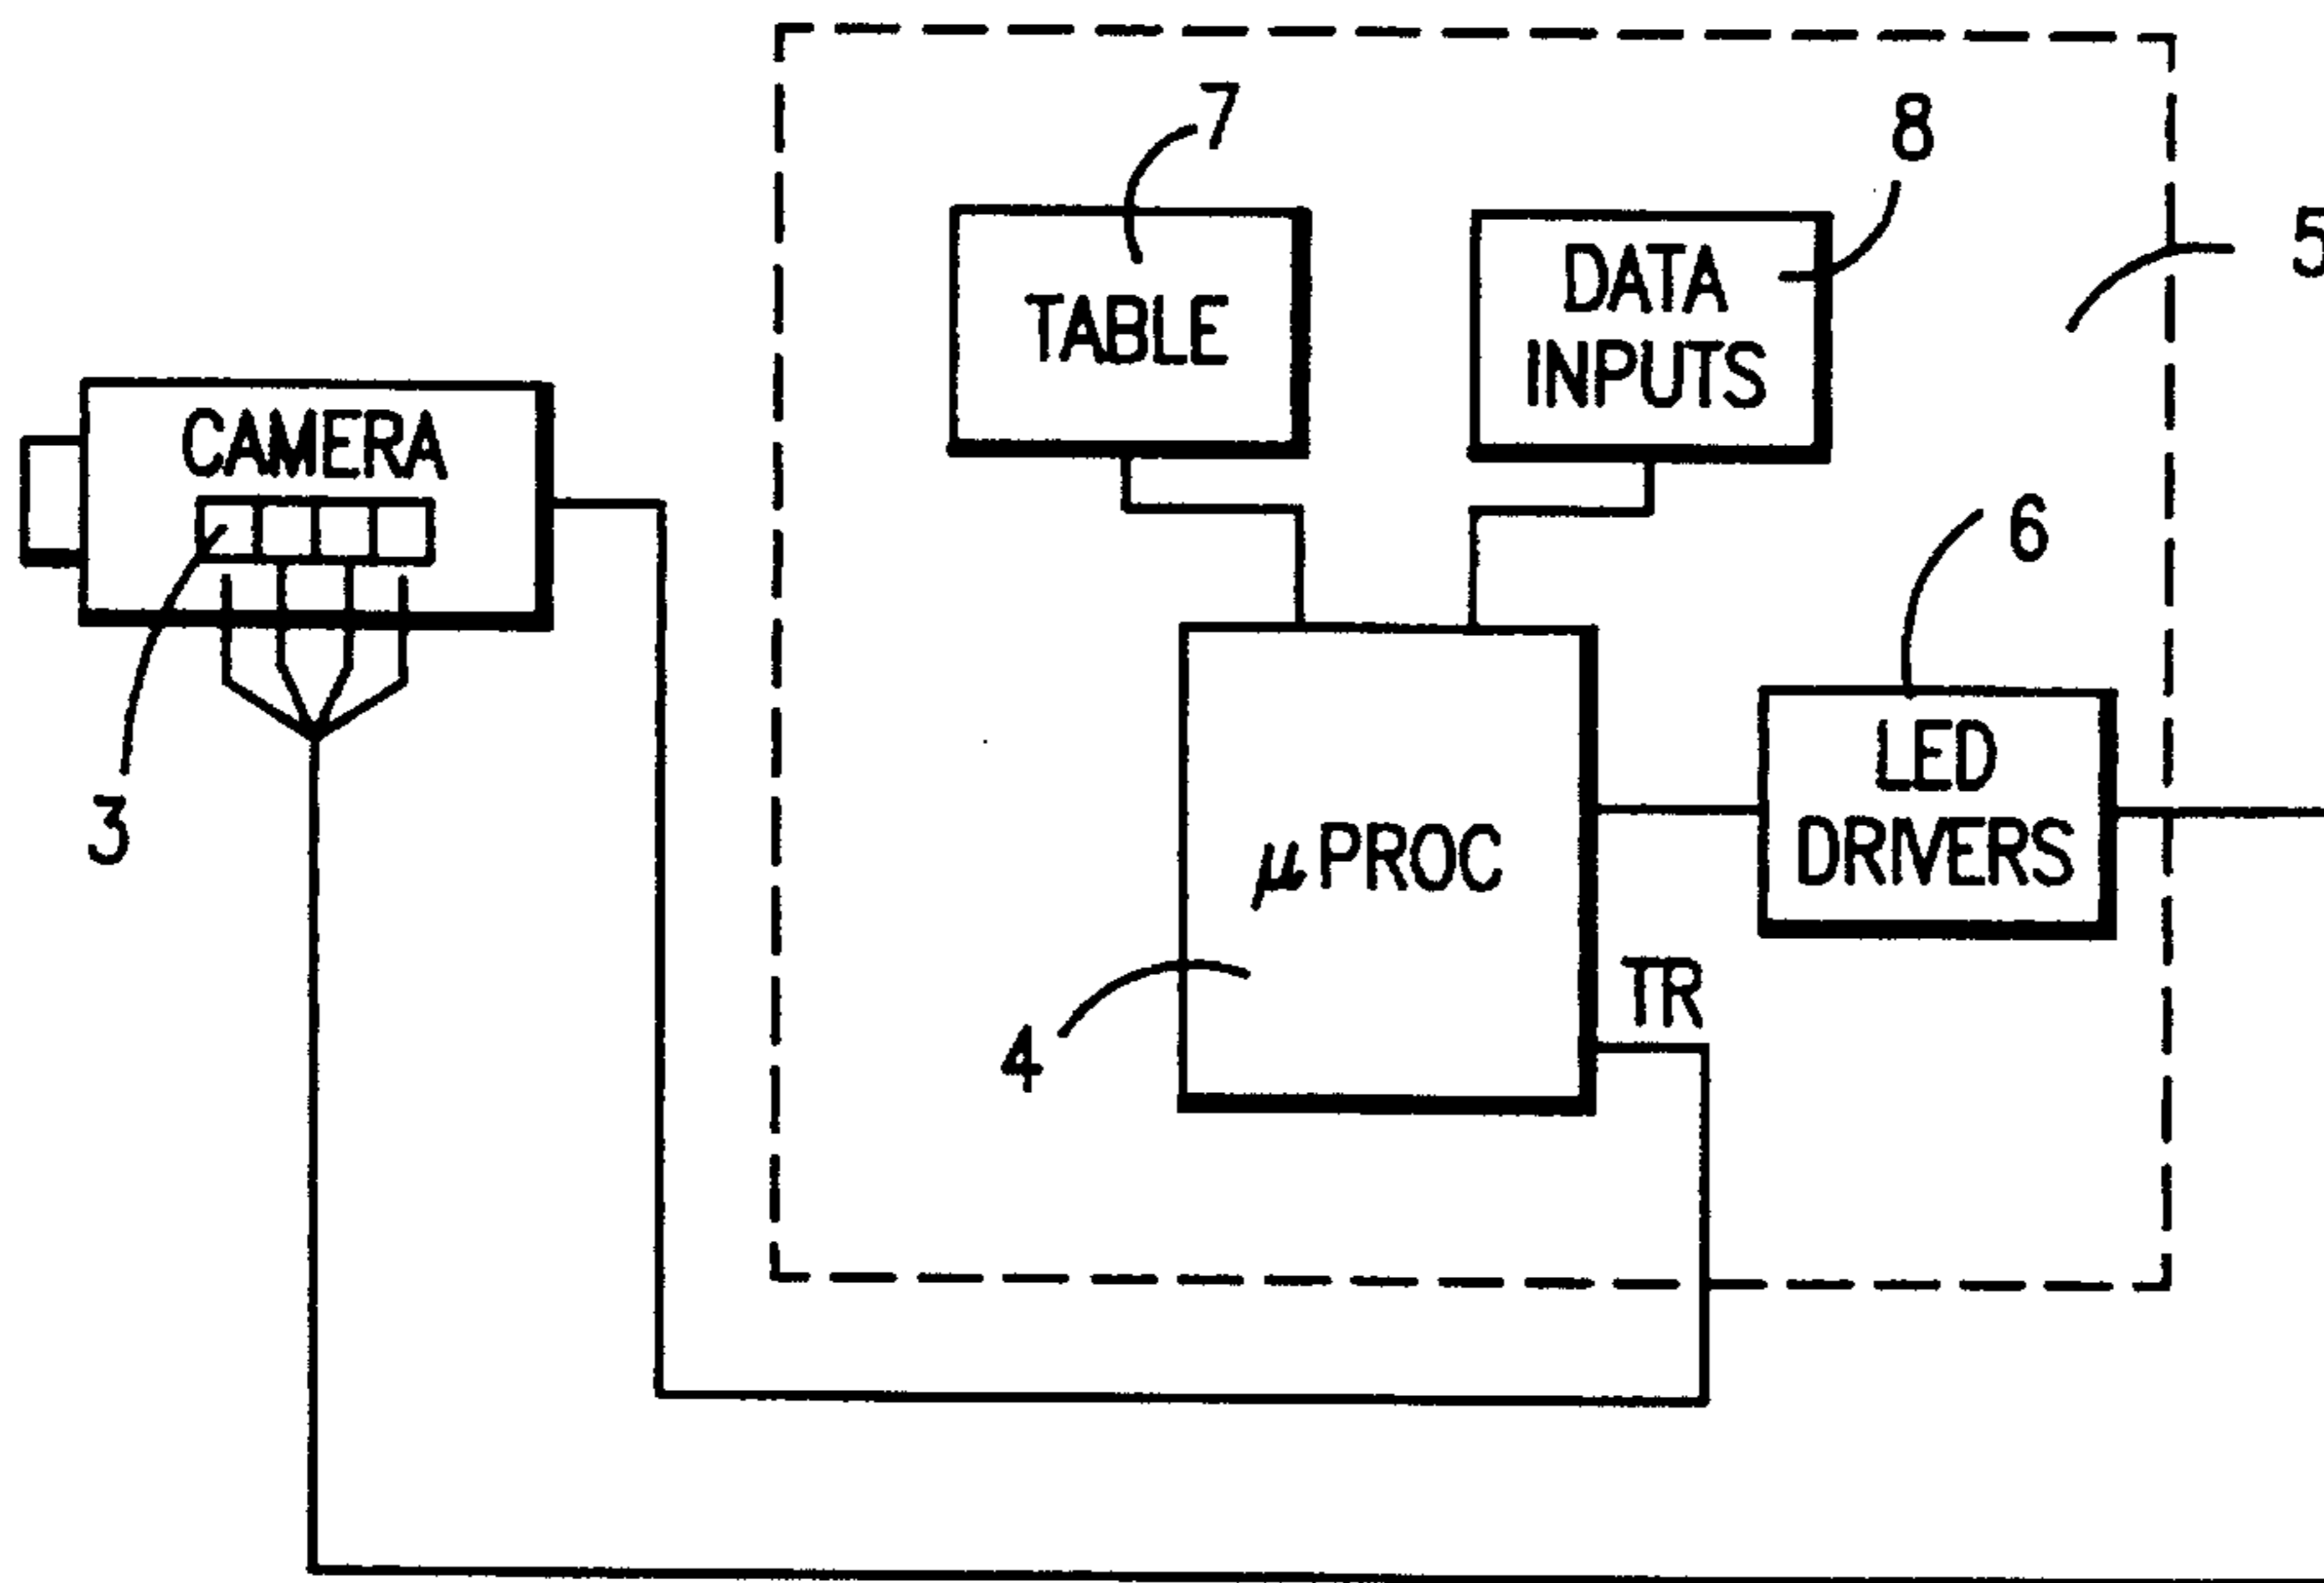 7
8
5
TABLE
DATA
INPUTS
CAMERA
6
3
LED
DRIVERS
μPROC
TR
4